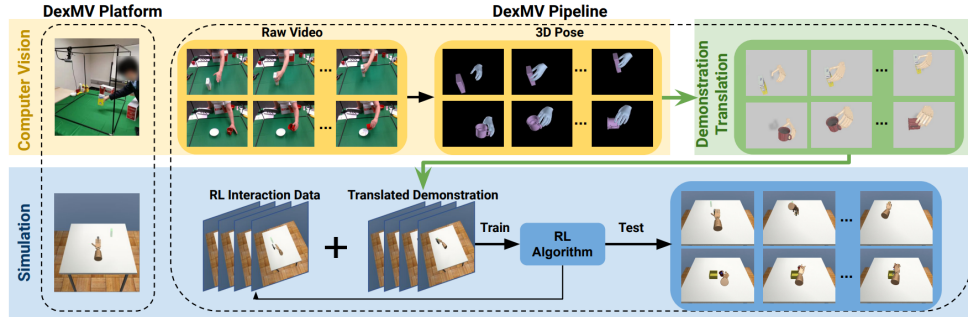 DexMV Platform
DexMV Pipeline
Computer Vision
Raw Video
3D Pose
Demonstration
Translation
Simulation
RL Interaction Data
Translated Demonstration
Train
RL
Algorithm
Test